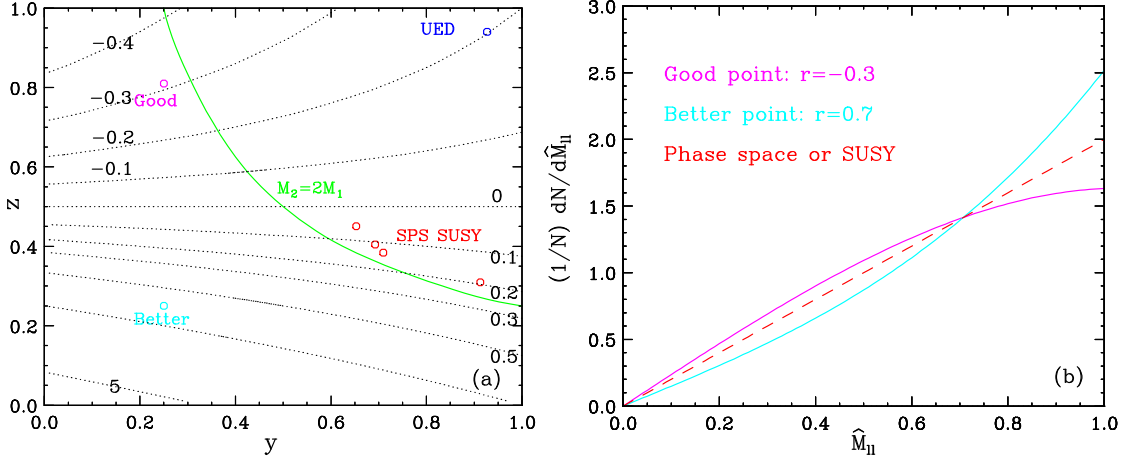 1.0
0.8
0.6
0.4
0.2
0.0
z
0.0
0.2
0.4
0.6
0.8
1.0
y
−0.4
−0.3
−0.2
−0.1
0
0.1
0.2
0.3
0.5
5
UED
Good
M₂=2M₁
SPS SUSY
Better
(a)
3.0
2.5
2.0
1.5
1.0
0.5
0.0
(1/N) dN/dM̂ll
0.0
0.2
0.4
0.6
0.8
1.0
M̂ll
Good point: r=−0.3
Better point: r=0.7
Phase space or SUSY
(b)